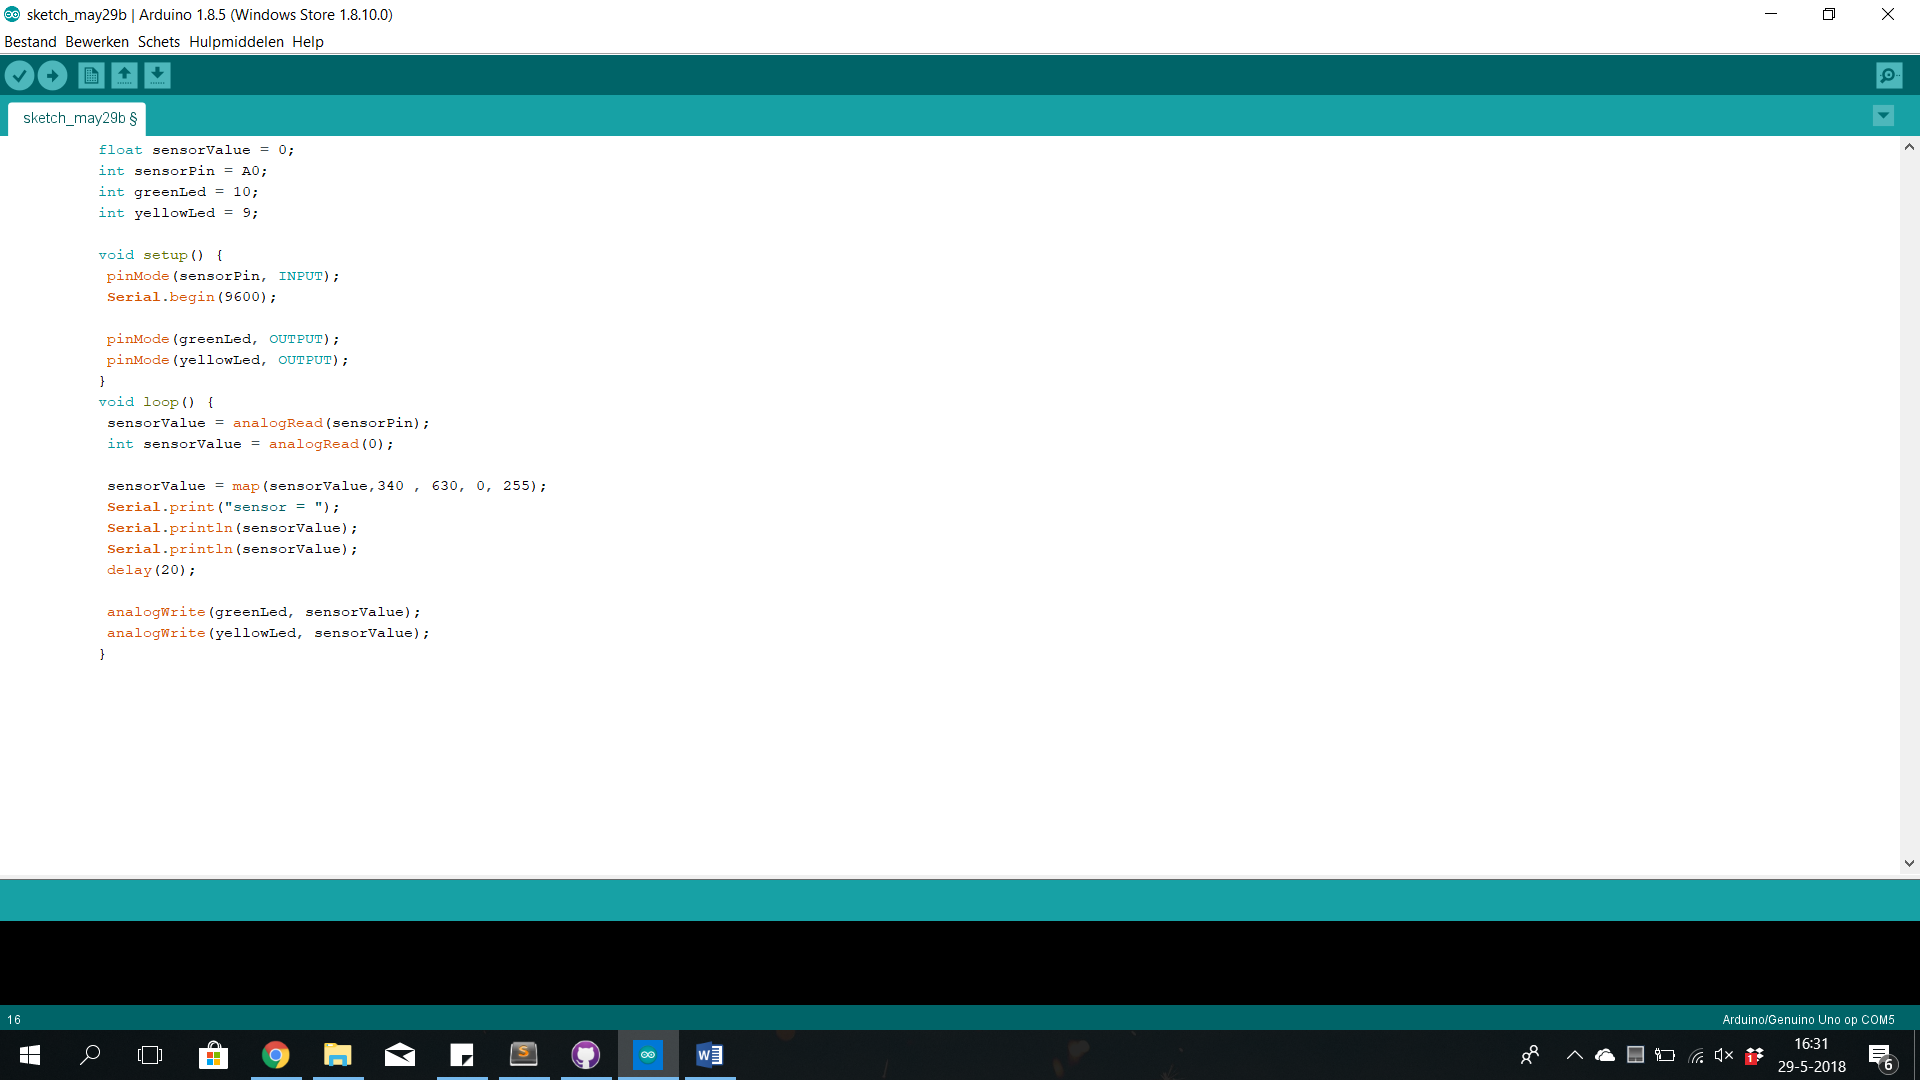 sketch_may29b | Arduino 1.8.5 (Windows Store 1.8.10.0)
Bestand Bewerken Schets Hulpmiddelen Help
sketch_may29b §
float sensorValue = 0;
int sensorPin = A0;
int greenLed = 10;
int yellowLed = 9;
void setup() {
pinMode(sensorPin, INPUT);
Serial.begin(9600);
pinMode(greenLed, OUTPUT);
pinMode(yellowLed, OUTPUT);
}
void loop() {
sensorValue = analogRead(sensorPin);
int sensorValue = analogRead(0);
sensorValue = map(sensorValue,340 , 630, 0, 255);
Serial.print("sensor = ");
Serial.println(sensorValue);
Serial.println(sensorValue);
delay(20);
analogWrite(greenLed, sensorValue);
analogWrite(yellowLed, sensorValue);
}
16
Arduino/Genuino Uno op COM5
16:31
29-5-2018
6